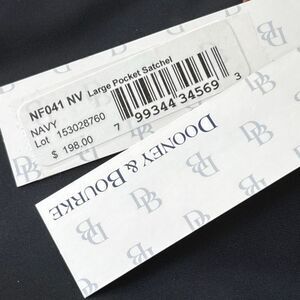 NF041 NV Large Pocket Satchel
NAVY
Lot 153028760
$ 198.00
7 99344 34569 3
DOONEY & BOURKE